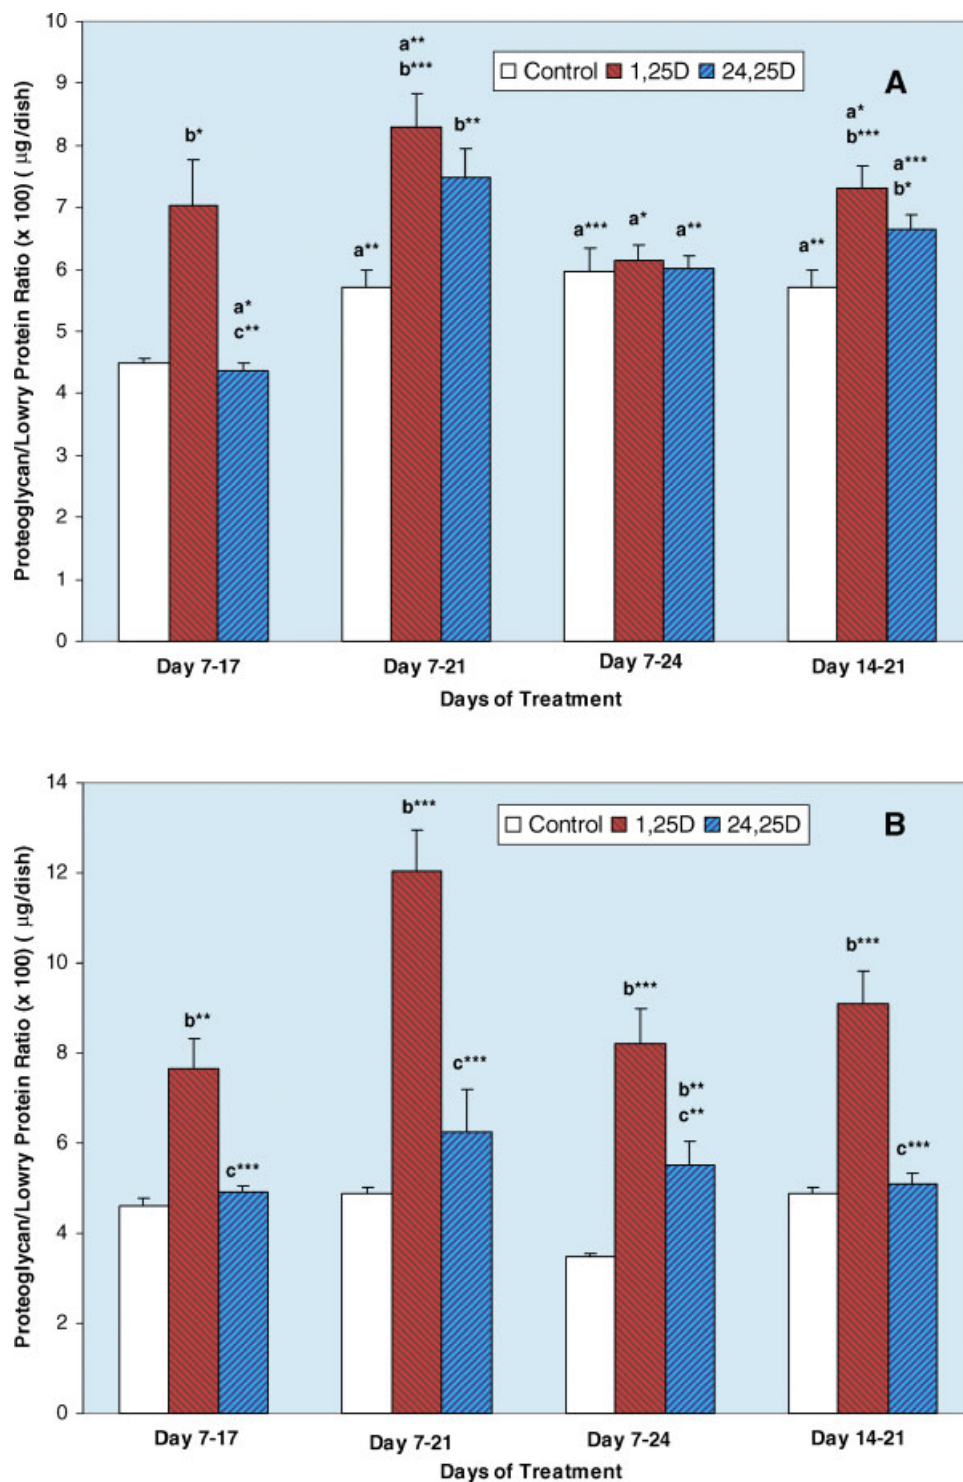 10
9
8
7
6
5
4
3
2
1
0
Proteoglycan/Lowry Protein Ratio (x 100) ( µg/dish)
Control 1,25D 24,25D
A
b*
a*
c**
a**
a**
b***
b**
a***
a*
a**
a**
a*
b***
a***
b*
Day 7-17 Day 7-21 Day 7-24 Day 14-21
Days of Treatment
14
12
10
8
6
4
2
0
Proteoglycan/Lowry Protein Ratio (x 100) ( µg/dish)
Control 1,25D 24,25D
B
b**
c***
b***
c***
b***
b**
c**
b***
c***
Day 7-17 Day 7-21 Day 7-24 Day 14-21
Days of Treatment